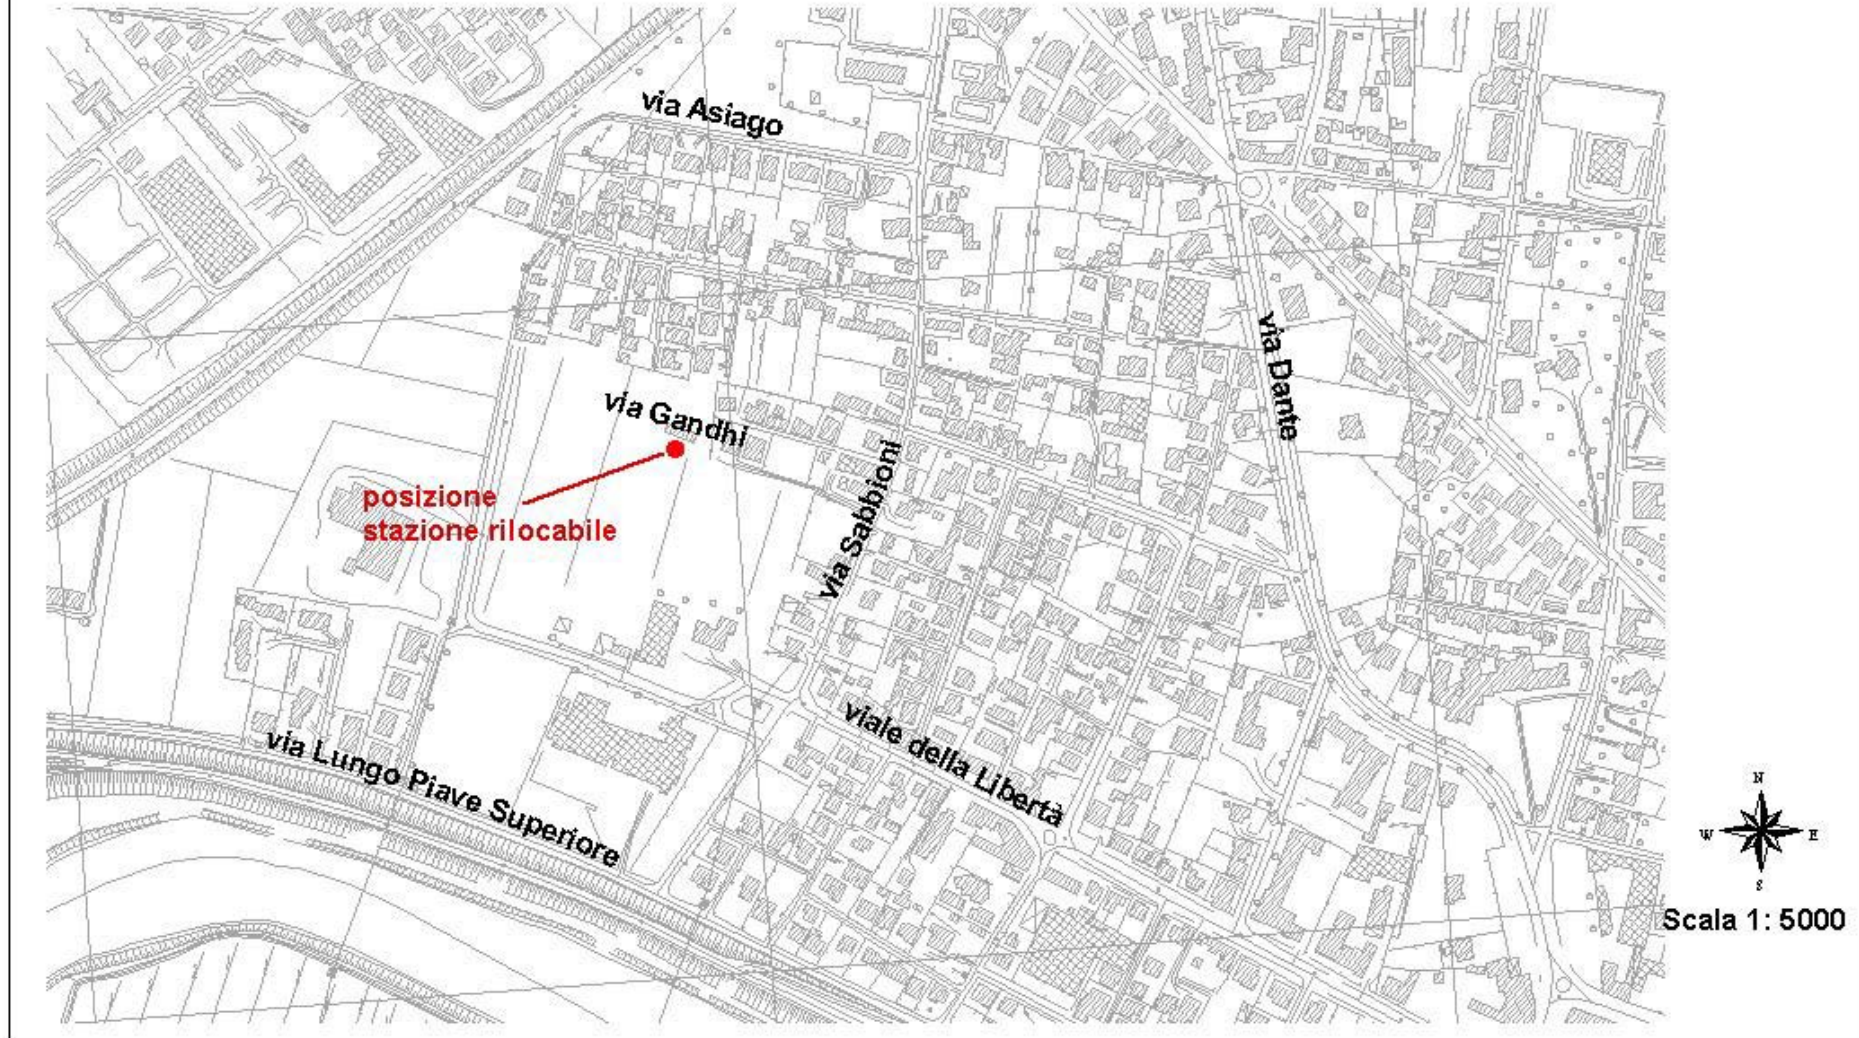 via Asiago
via Dante
via Gandhi
via Sabbioni
posizione
stazione rilocabile
viale della Libertà
via Lungo Piave Superiore
N
W
E
S
Scala 1: 5000